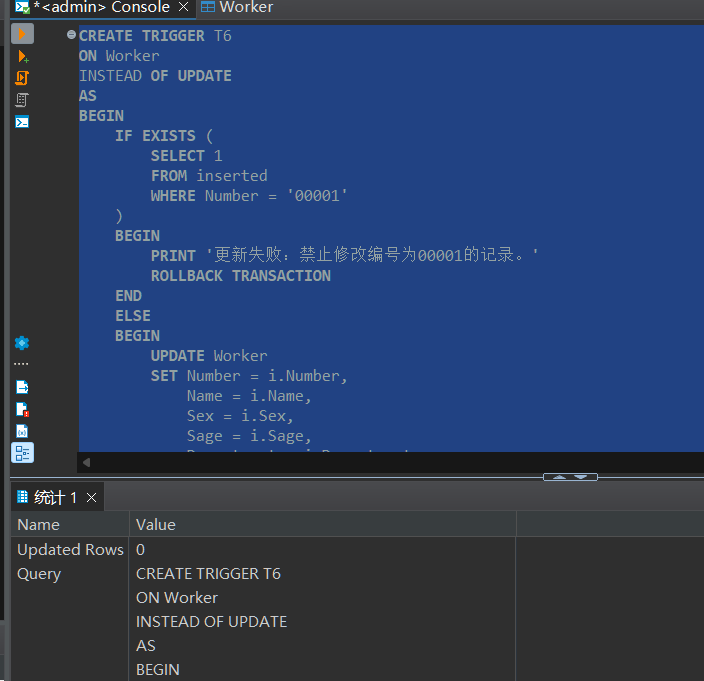 *<admin> Console
Worker
CREATE TRIGGER T6
ON Worker
INSTEAD OF UPDATE
AS
BEGIN
IF EXISTS (
SELECT 1
FROM inserted
WHERE Number = '00001'
)
BEGIN
PRINT '更新失败：禁止修改编号为00001的记录。'
ROLLBACK TRANSACTION
END
ELSE
BEGIN
UPDATE Worker
SET Number = i.Number,
Name = i.Name,
Sex = i.Sex,
Sage = i.Sage,
统计 1
Name Value
Updated Rows 0
Query CREATE TRIGGER T6
ON Worker
INSTEAD OF UPDATE
AS
BEGIN